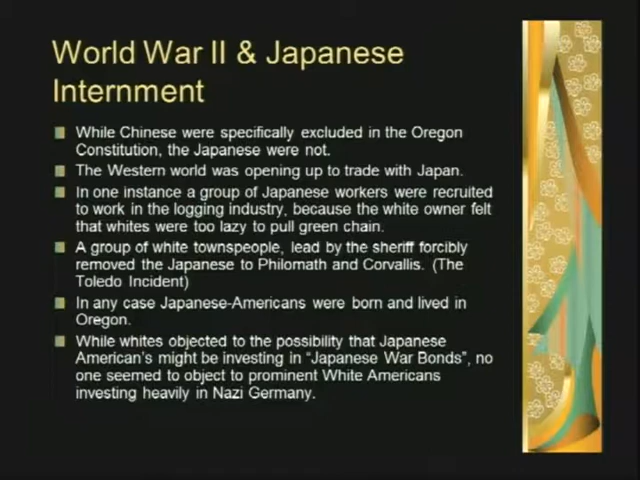 World War II & Japanese
Internment
While Chinese were specifically excluded in the Oregon
Constitution, the Japanese were not.
The Western world was opening up to trade with Japan.
In one instance a group of Japanese workers were recruited
to work in the logging industry, because the white owner felt
that whites were too lazy to pull green chain.
A group of white townspeople, lead by the sheriff forcibly
removed the Japanese to Philomath and Corvallis. (The
Toledo Incident)
In any case Japanese-Americans were born and lived in
Oregon.
While whites objected to the possibility that Japanese
American's might be investing in “Japanese War Bonds”, no
one seemed to object to prominent White Americans
investing heavily in Nazi Germany.